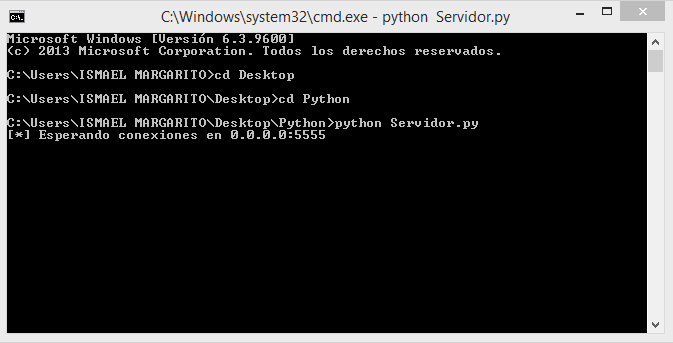 C:\Windows\system32\cmd.exe - python  Servidor.py
Microsoft Windows [Versión 6.3.9600]
(c) 2013 Microsoft Corporation. Todos los derechos reservados.
C:\Users\ISMAEL MARGARITO>cd Desktop
C:\Users\ISMAEL MARGARITO\Desktop>cd Python
C:\Users\ISMAEL MARGARITO\Desktop\Python>python Servidor.py
[*] Esperando conexiones en 0.0.0.0:5555